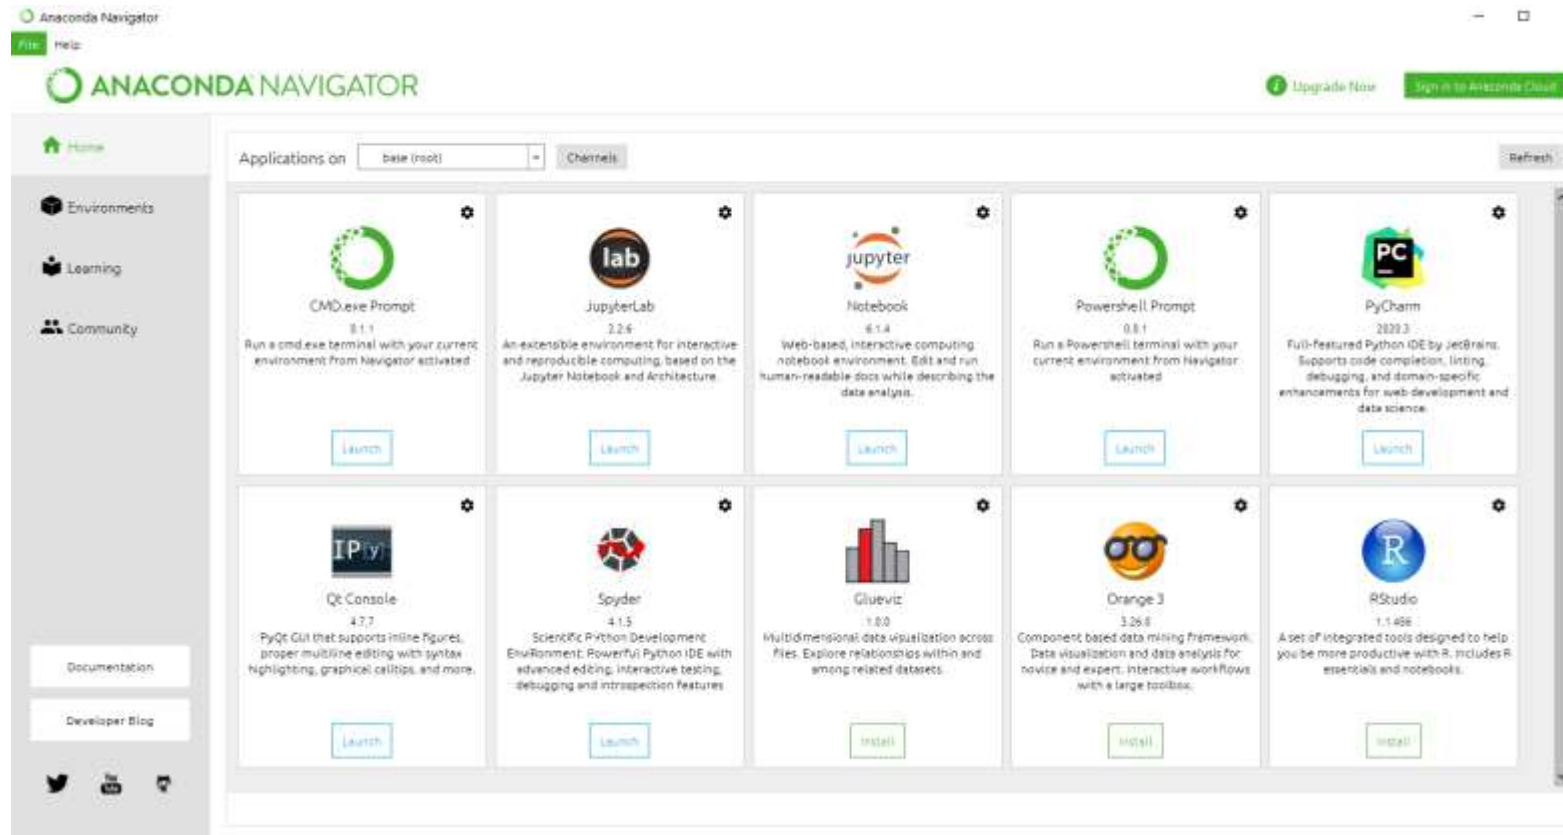 Anaconda Navigator
File Help
ANACONDA NAVIGATOR
Upgrade Now
Sign in to Anaconda Cloud
Home
Environments
Learning
Community
Documentation
Developer Blog
You Tube
Applications on
base (root)
Channels
Refresh
CMD.exe Prompt
0.1.1
Run a cmd.exe terminal with your current
environment from Navigator activated
Launch
lab
JupyterLab
2.2.6
An extensible environment for interactive
and reproducible computing, based on the
Jupyter Notebook and Architecture.
Launch
jupyter
Notebook
6.1.4
Web-based, interactive computing
notebook environment. Edit and run
human-readable docs while describing the
data analysis.
Launch
Powershell Prompt
0.0.1
Run a Powershell terminal with your
current environment from Navigator
activated
Launch
PC
PyCharm
2020.3
Full-featured Python IDE by JetBrains.
Supports code completion, linting,
debugging, and domain-specific
enhancements for web development and
data science.
Launch
IP[y]:
Qt Console
4.7.7
PyQt GUI that supports inline figures,
proper multiline editing with syntax
highlighting, graphical calltips, and more.
Launch
Spyder
4.1.5
Scientific Python Development
EnviRonment. Powerful Python IDE with
advanced editing, interactive testing,
debugging and introspection features
Launch
Glueviz
1.0.0
Multidimensional data visualization across
files. Explore relationships within and
among related datasets.
Install
Orange 3
3.26.0
Component based data mining framework.
Data visualization and data analysis for
novice and expert. Interactive workflows
with a large toolbox.
Install
R
RStudio
1.1.456
A set of integrated tools designed to help
you be more productive with R. Includes R
essentials and notebooks.
Install